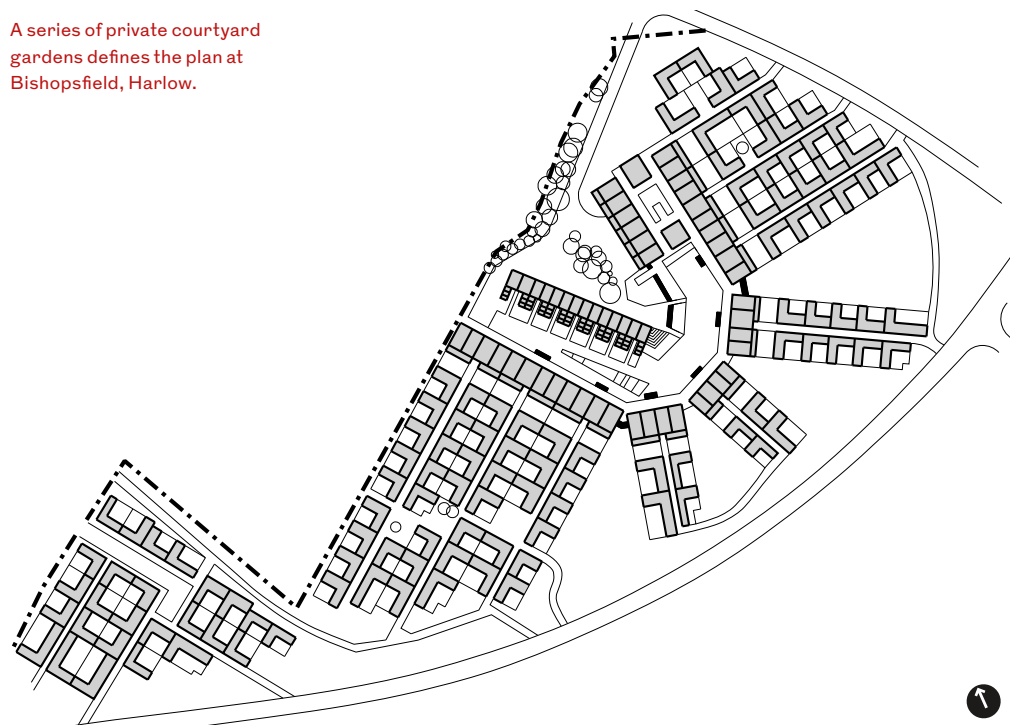 A series of private courtyard
gardens defines the plan at
Bishopsfield, Harlow.